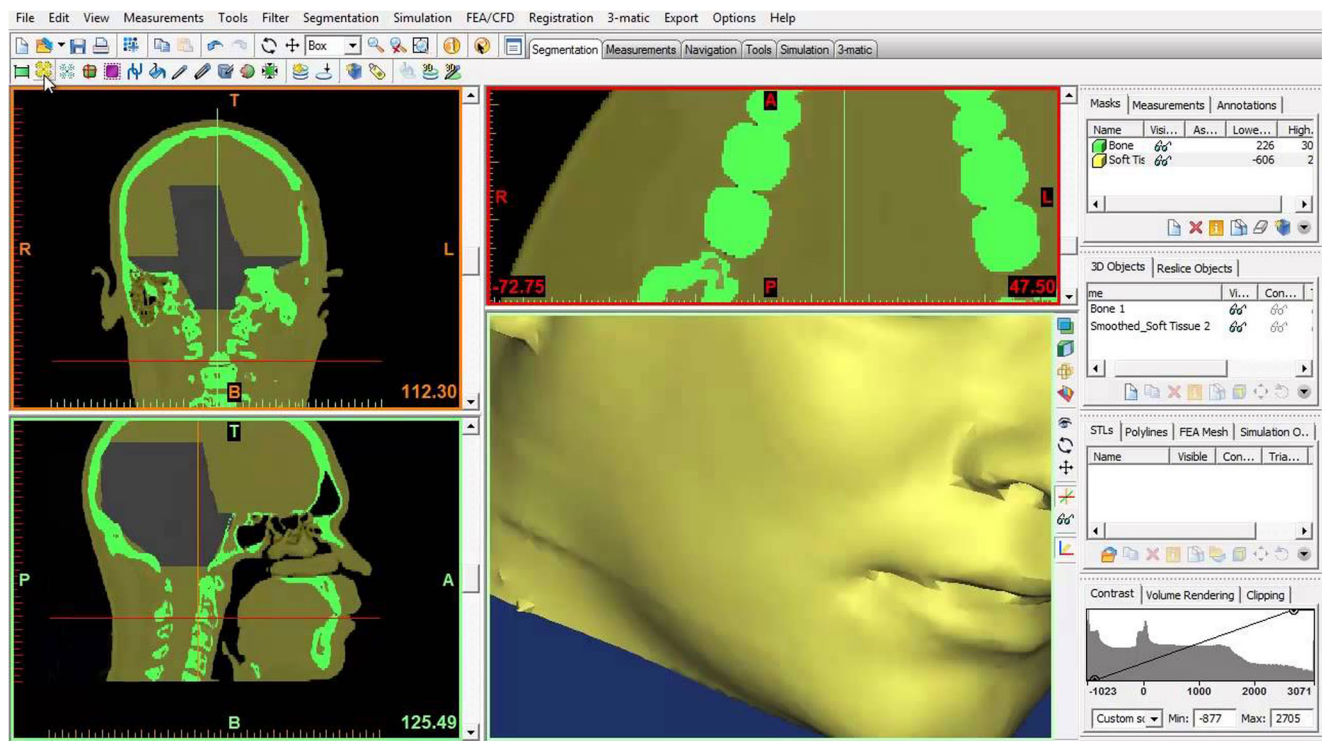 File Edit View Measurements Tools Filter Segmentation Simulation FEA/CFD Registration 3-matic Export Options Help
Box
Segmentation Measurements Navigation Tools Simulation 3-matic
T
R
L
B
112.30
A
R
L
-72.75
P
47.50
T
P
A
B
125.49
Masks Measurements Annotations
Name Visi... As... Lowe... High.
Bone 226 30
Soft Tis -606 2
3D Objects Reslice Objects
me Vi... Con...
Bone 1
Smoothed_Soft Tissue 2
STLs Polylines FEA Mesh Simulation O..
Name Visible Con... Tria...
Contrast Volume Rendering Clipping
-1023 0 1000 2000 3071
Custom sc Min: -877 Max: 2705